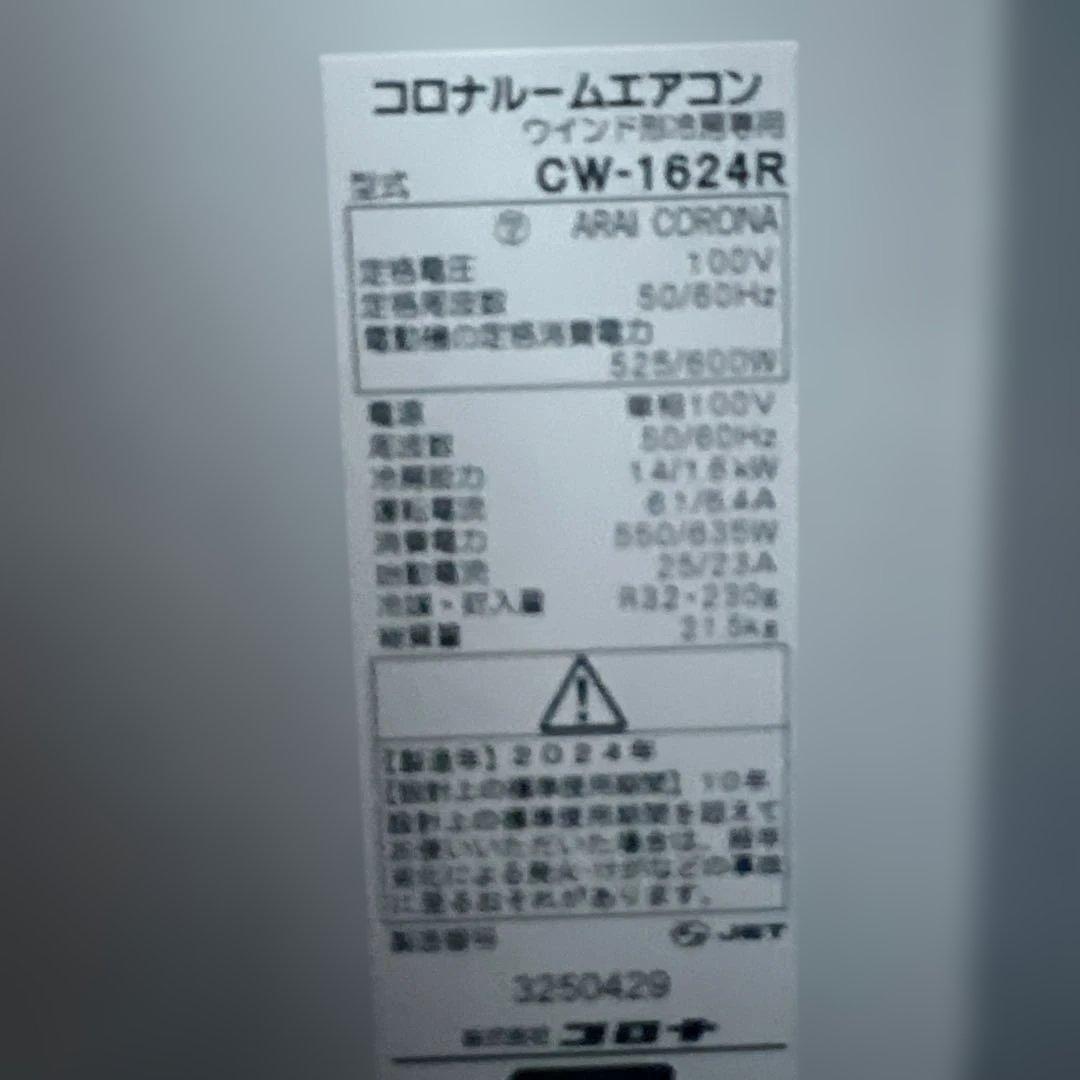 コロナルームエアコン
ウインド形冷房専用
型式 CW-1624R
ARAI CORONA
定格電圧 100V
定格周波数 50/60Hz
電動機の定格消費電力
525/600W
電源 単相100V
周波数 50/60Hz
冷房能力 1.4/1.6kW
運転電流 6.1/6.4A
消費電力 550/635W
始動電流 25/23A
冷媒・封入量 R32・230g
総質量 21.5kg
【製造年】2024年
【設計上の標準使用期間】10年
設計上の標準使用期間を超えて
お使いいただいた場合は、経年
劣化による発火・けがなどの事故
に至るおそれがあります。
製造番号 JET
3250429
株式会社 コロナ